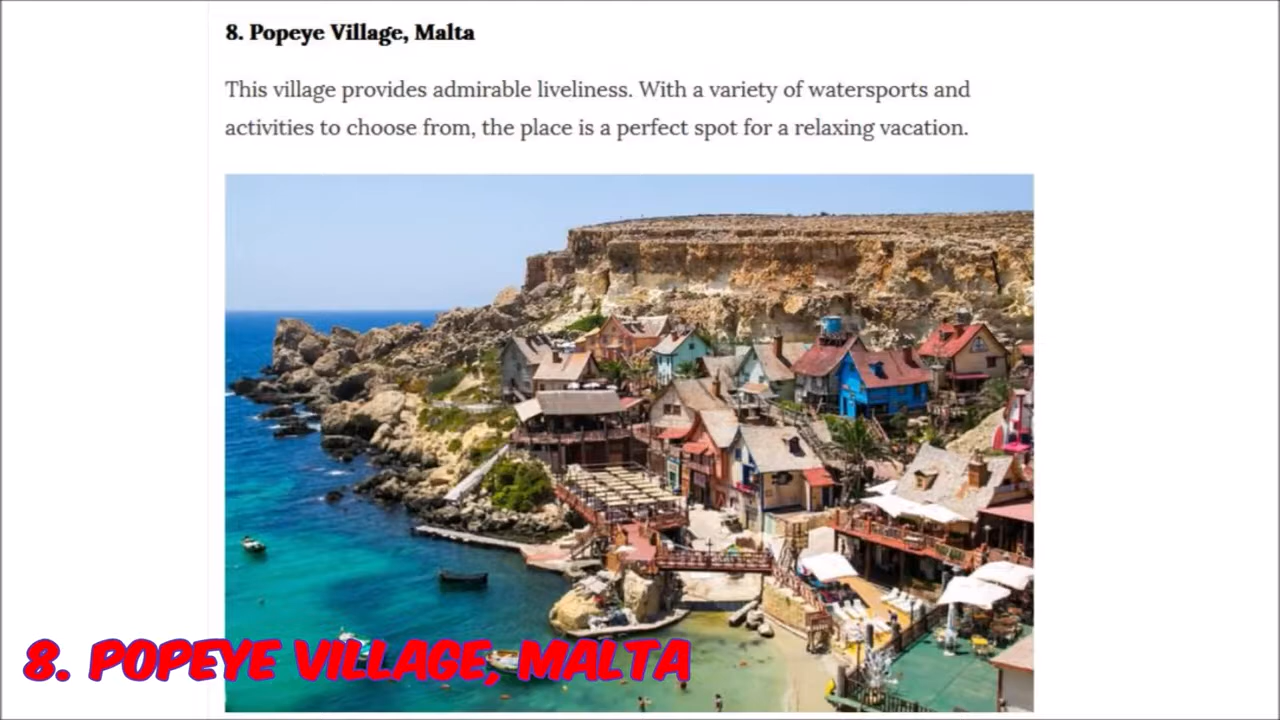 8. Popeye Village, Malta
This village provides admirable liveliness. With a variety of watersports and
activities to choose from, the place is a perfect spot for a relaxing vacation.
8. POPEYE VILLAGE, MALTA